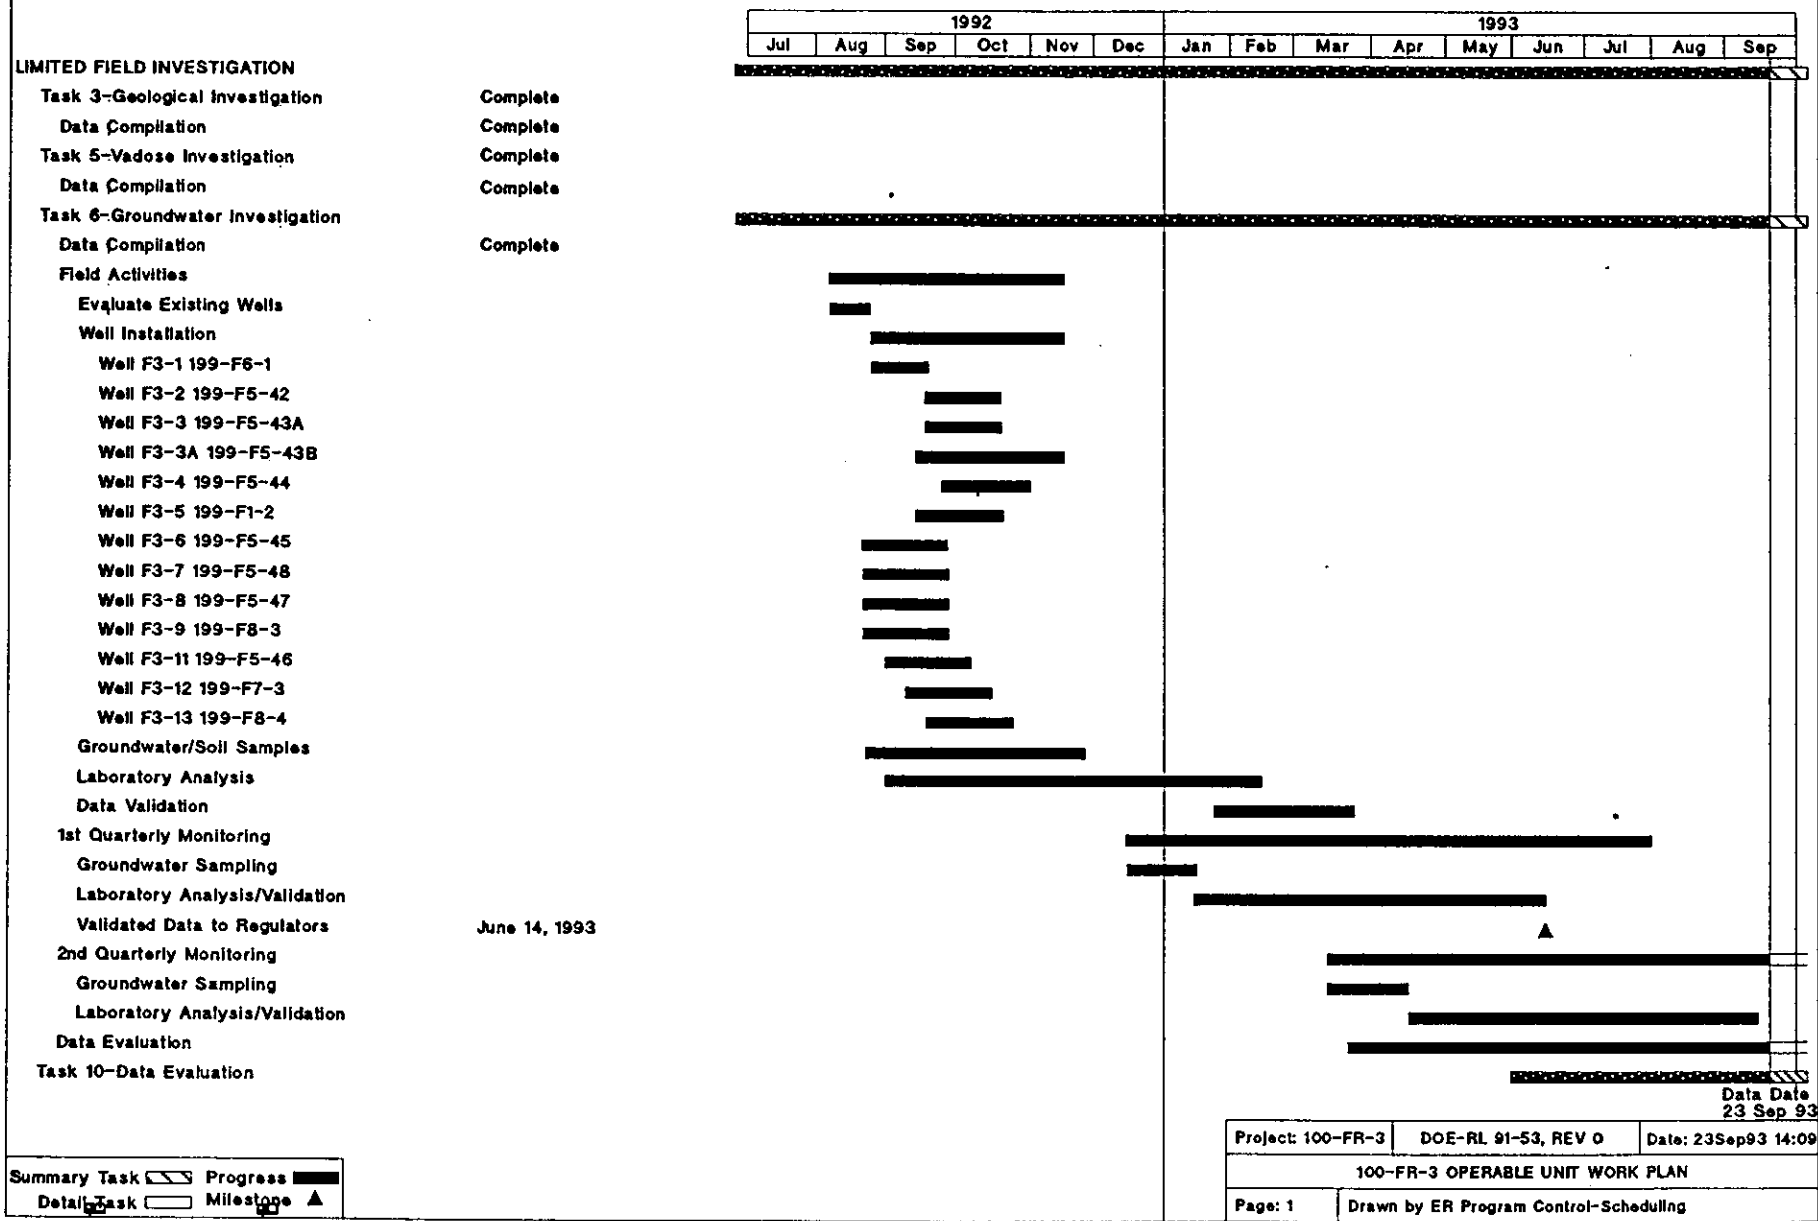 1992 1993
Jul Aug Sep Oct Nov Dec Jan Feb Mar Apr May Jun Jul Aug Sep
LIMITED FIELD INVESTIGATION
Task 3-Geological Investigation Complete
Data Compilation Complete
Task 5-Vadose Investigation Complete
Data Compilation Complete
Task 6-Groundwater Investigation
Data Compilation Complete
Field Activities
Evaluate Existing Wells
Well Installation
Well F3-1 199-F6-1
Well F3-2 199-F5-42
Well F3-3 199-F5-43A
Well F3-3A 199-F5-43B
Well F3-4 199-F5-44
Well F3-5 199-F1-2
Well F3-6 199-F5-45
Well F3-7 199-F5-48
Well F3-8 199-F5-47
Well F3-9 199-F8-3
Well F3-11 199-F5-46
Well F3-12 199-F7-3
Well F3-13 199-F8-4
Groundwater/Soil Samples
Laboratory Analysis
Data Validation
1st Quarterly Monitoring
Groundwater Sampling
Laboratory Analysis/Validation
Validated Data to Regulators June 14, 1993
2nd Quarterly Monitoring
Groundwater Sampling
Laboratory Analysis/Validation
Data Evaluation
Task 10-Data Evaluation
Data Date
23 Sep 93
Project: 100-FR-3 DOE-RL 91-53, REV 0 Date: 23Sep93 14:09
100-FR-3 OPERABLE UNIT WORK PLAN
Page: 1 Drawn by ER Program Control-Scheduling
Summary Task Progress
Detail Task Milestone